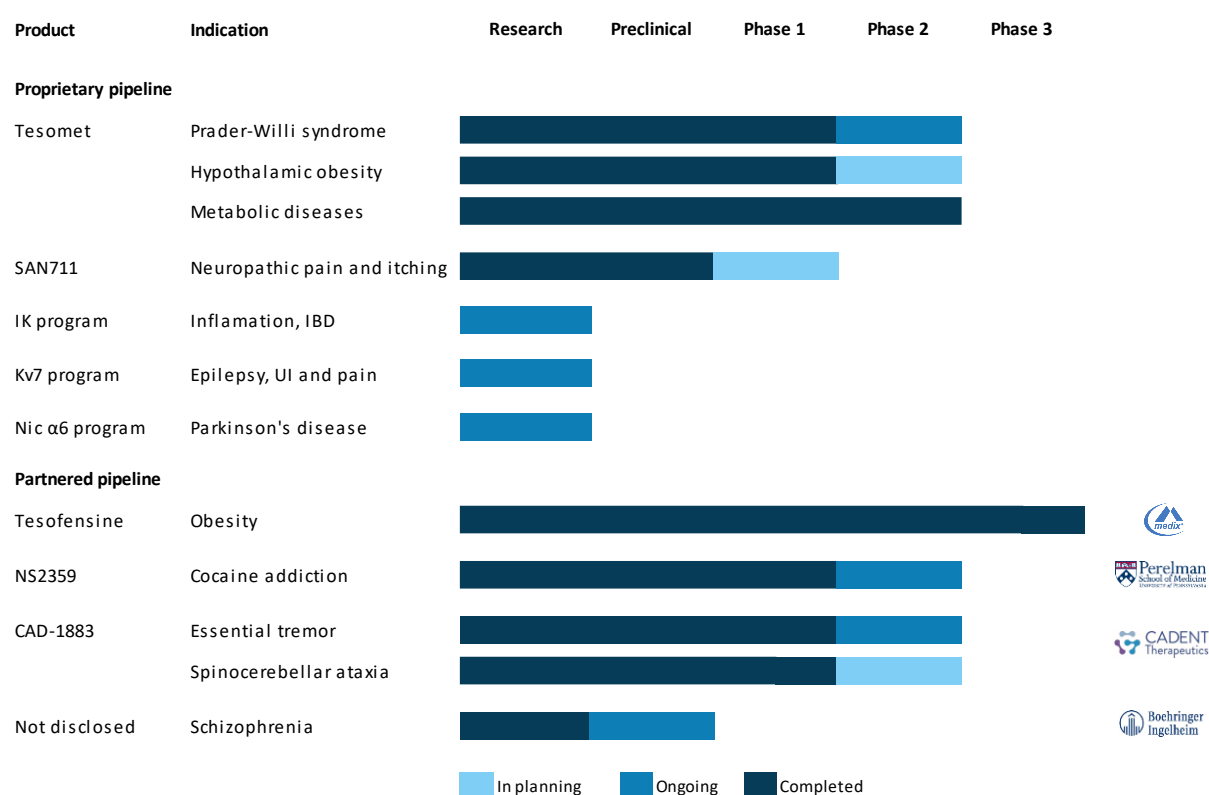 Product Indication Research Preclinical Phase 1 Phase 2 Phase 3
Proprietary pipeline
Tesomet Prader-Willi syndrome
Hypothalamic obesity
Metabolic diseases
SAN711 Neuropathic pain and itching
IK program Inflamation, IBD
Kv7 program Epilepsy, UI and pain
Nic α6 program Parkinson's disease
Partnered pipeline
Tesofensine Obesity medix
NS2359 Cocaine addiction Perelman
School of Medicine
University of Pennsylvania
CAD-1883 Essential tremor CADENT
Therapeutics
Spinocerebellar ataxia
Not disclosed Schizophrenia Boehringer
Ingelheim
In planning Ongoing Completed